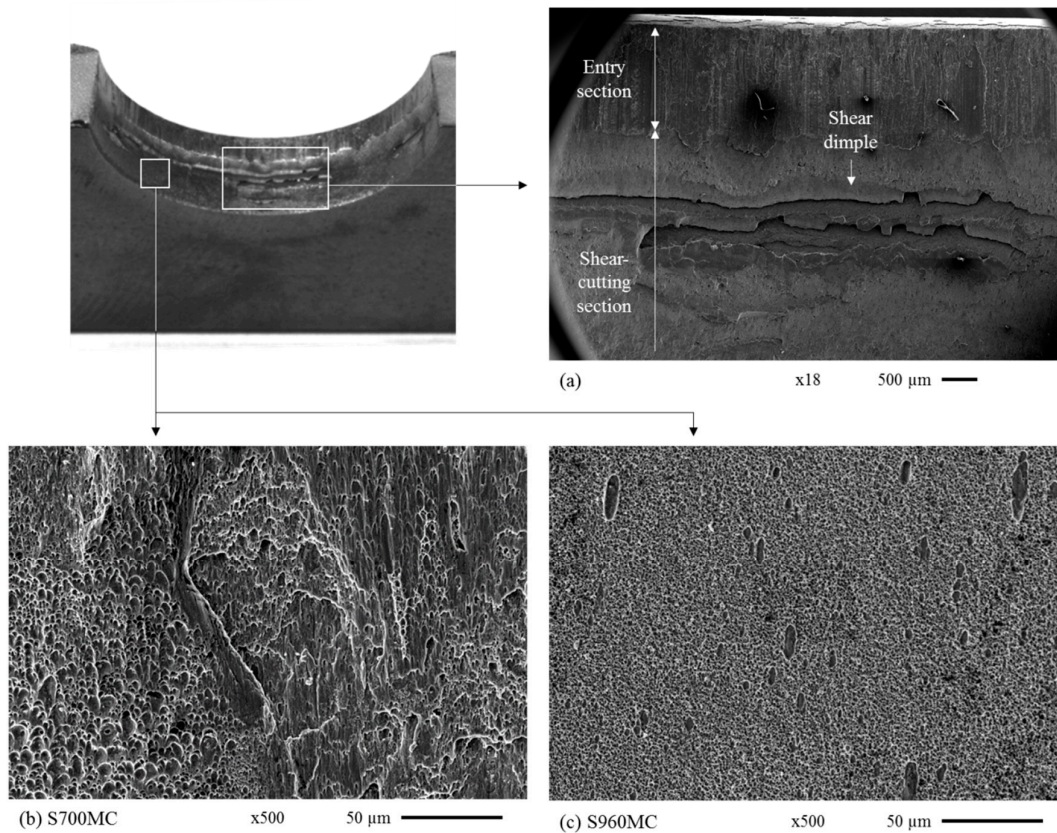 Entry
section
Shear
dimple
Shear-
cutting
section
(a)
x18
500 µm
(b) S700MC
x500
50 µm
(c) S960MC
x500
50 µm